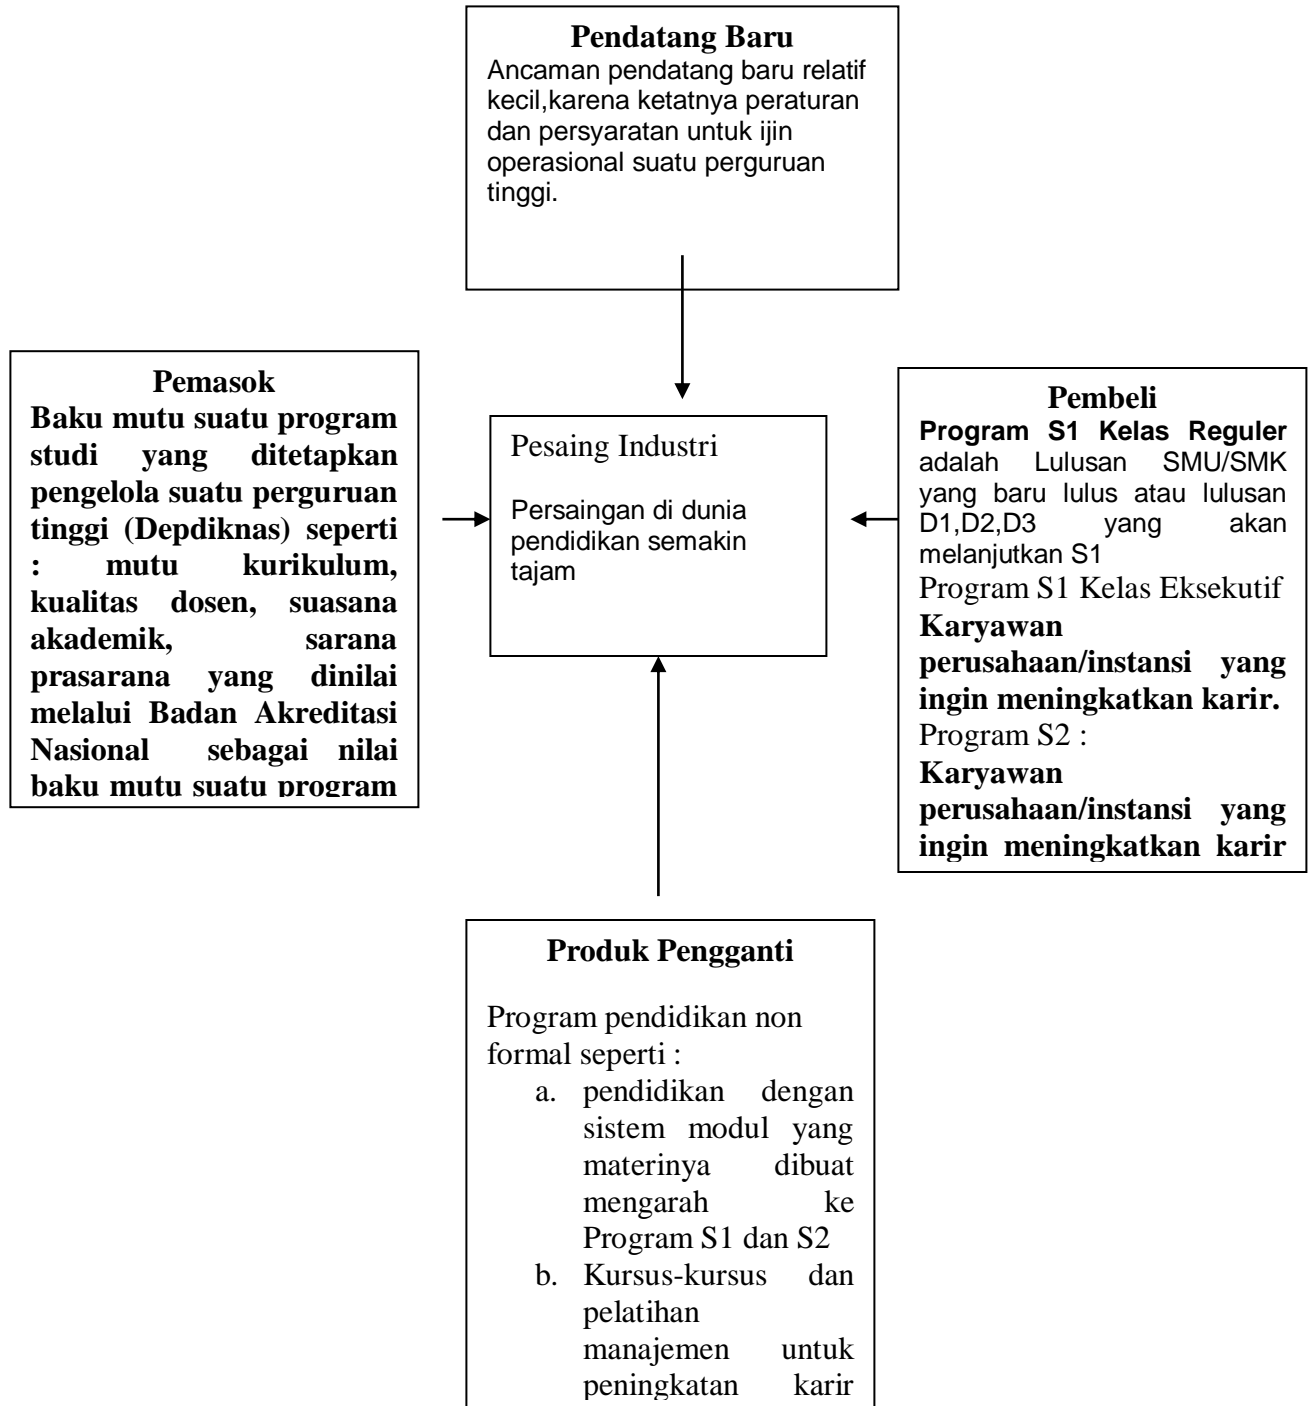 Pendatang Baru
Ancaman pendatang baru relatif
kecil,karena ketatnya peraturan
dan persyaratan untuk ijin
operasional suatu perguruan
tinggi.
Pemasok
Baku mutu suatu program
studi yang ditetapkan
pengelola suatu perguruan
tinggi (Depdiknas) seperti
: mutu kurikulum,
kualitas dosen, suasana
akademik, sarana
prasarana yang dinilai
melalui Badan Akreditasi
Nasional sebagai nilai
baku mutu suatu program
Pesaing Industri
Persaingan di dunia
pendidikan semakin
tajam
Pembeli
Program S1 Kelas Reguler
adalah Lulusan SMU/SMK
yang baru lulus atau lulusan
D1,D2,D3 yang akan
melanjutkan S1
Program S1 Kelas Eksekutif
Karyawan
perusahaan/instansi yang
ingin meningkatkan karir.
Program S2 :
Karyawan
perusahaan/instansi yang
ingin meningkatkan karir
Produk Pengganti
Program pendidikan non
formal seperti :
a. pendidikan dengan
sistem modul yang
materinya dibuat
mengarah ke
Program S1 dan S2
b. Kursus-kursus dan
pelatihan
manajemen untuk
peningkatan karir